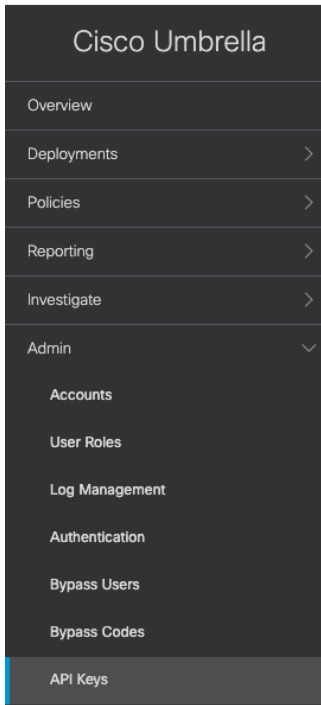 Cisco Umbrella
Overview
Deployments
Policies
Reporting
Investigate
Admin
Accounts
User Roles
Log Management
Authentication
Bypass Users
Bypass Codes
API Keys